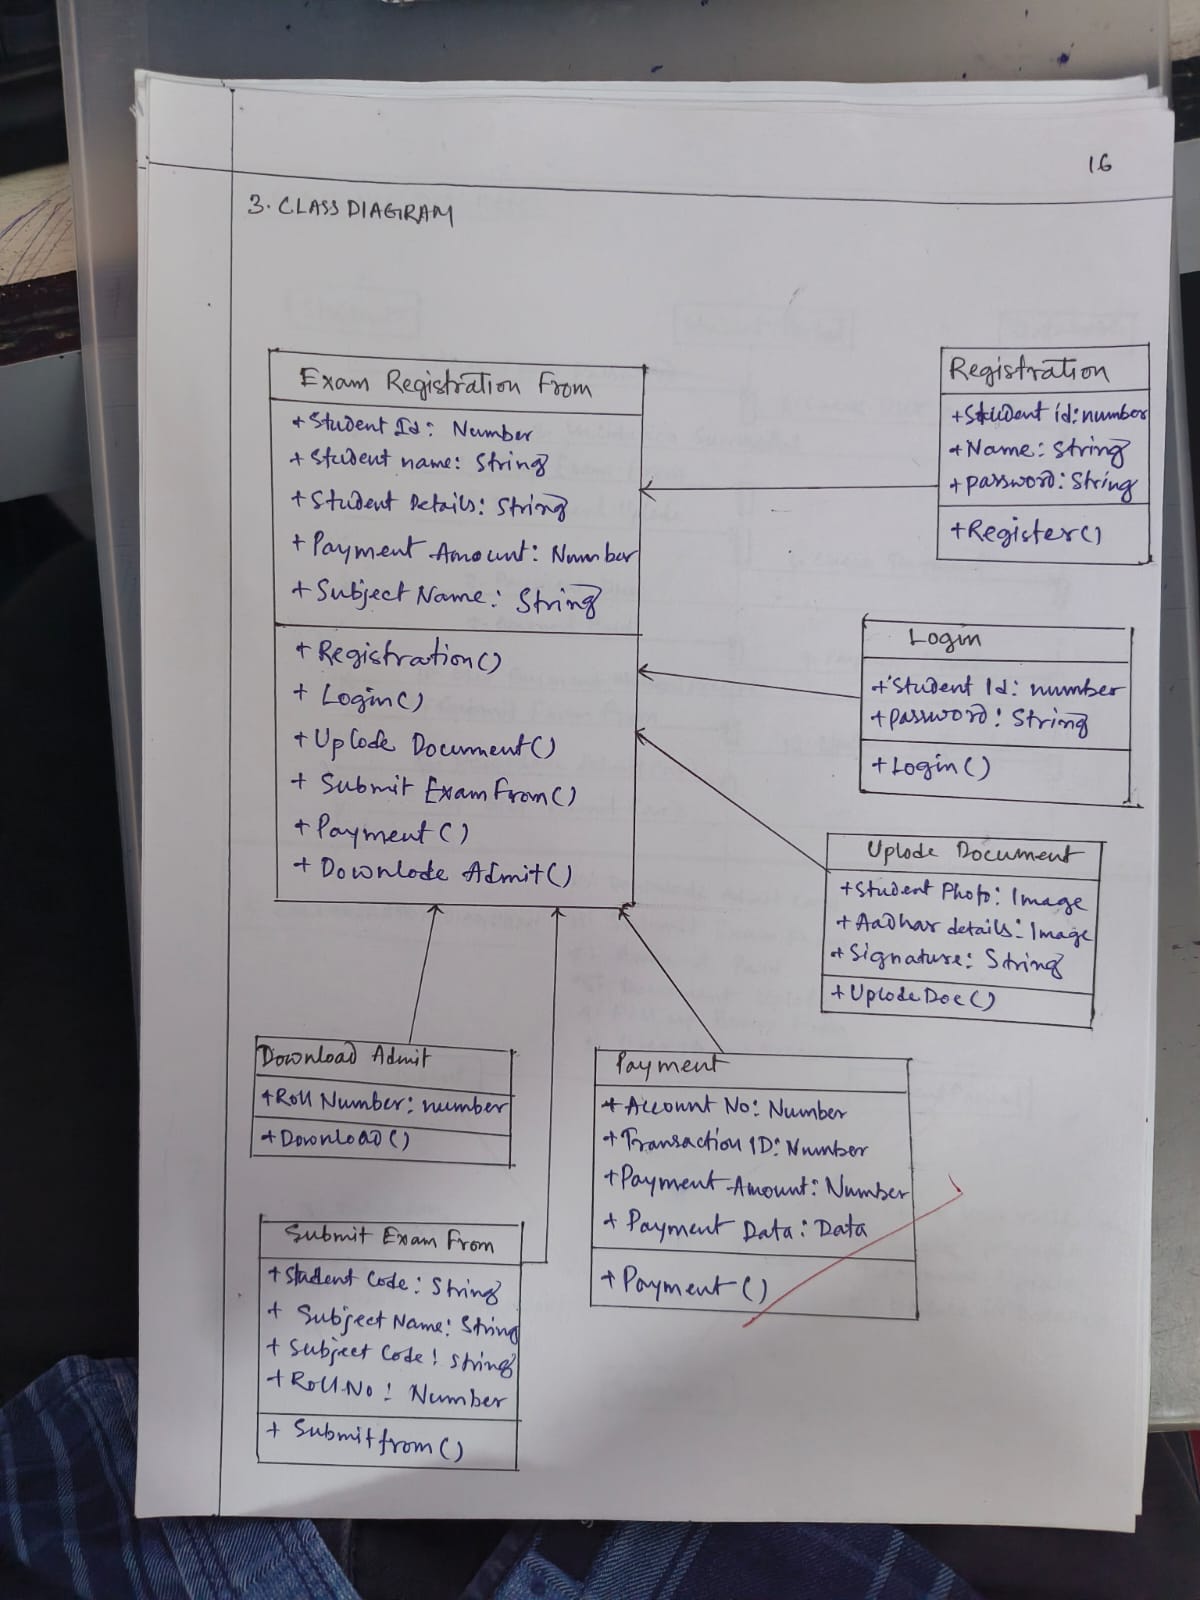 16
3. CLASS DIAGRAM
Exam Registration From
+ Student Id: Number
+ Student name: String
+ Student Details: String
+ Payment Amount: Number
+ Subject Name: String
+ Registration()
+ Login()
+ Uplode Document()
+ Submit Exam From()
+ Payment()
+ Downlode Admit()
Registration
+Student id: number
+Name: String
+password: String
+Register()
Login
+Student Id: number
+password: String
+Login()
Uplode Document
+Student Photo: Image
+Aadhar details: Image
+Signature: String
+Uplode Doc()
Download Admit
+Roll Number: number
+Download()
Payment
+Account No: Number
+Transaction ID: Number
+Payment Amount: Number
+ Payment Data: Data
+Payment()
Submit Exam From
+Student Code: String
+ Subject Name: String
+ Subject Code: String
+Roll.No: Number
+ Submit from()